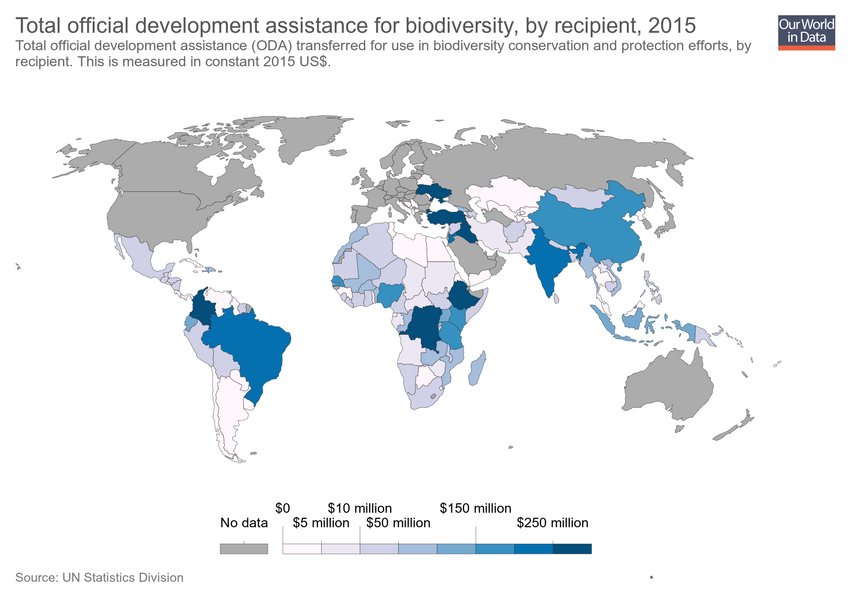 Total official development assistance for biodiversity, by recipient, 2015
Total official development assistance (ODA) transferred for use in biodiversity conservation and protection efforts, by
recipient. This is measured in constant 2015 US$.
Our World
in Data
$0 $10 million $150 million
No data $5 million $50 million $250 million
Source: UN Statistics Division